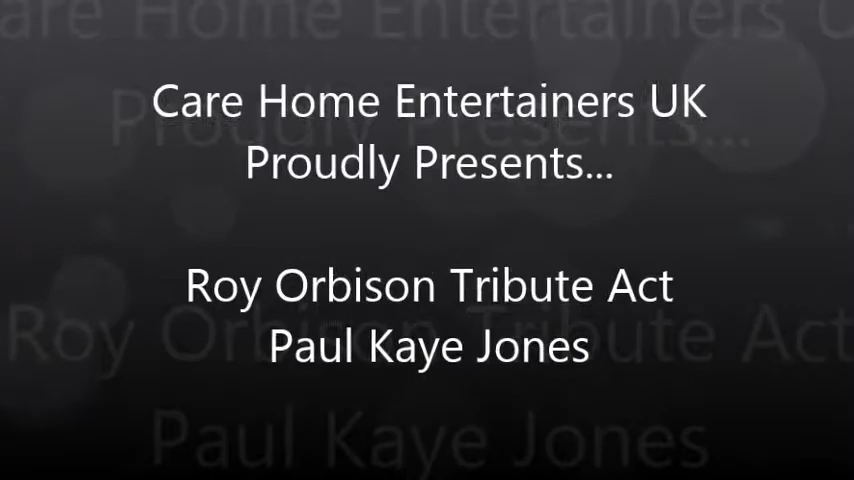 Care Home Entertainers UK
Proudly Presents...
Roy Orbison Tribute Act
Paul Kaye Jones